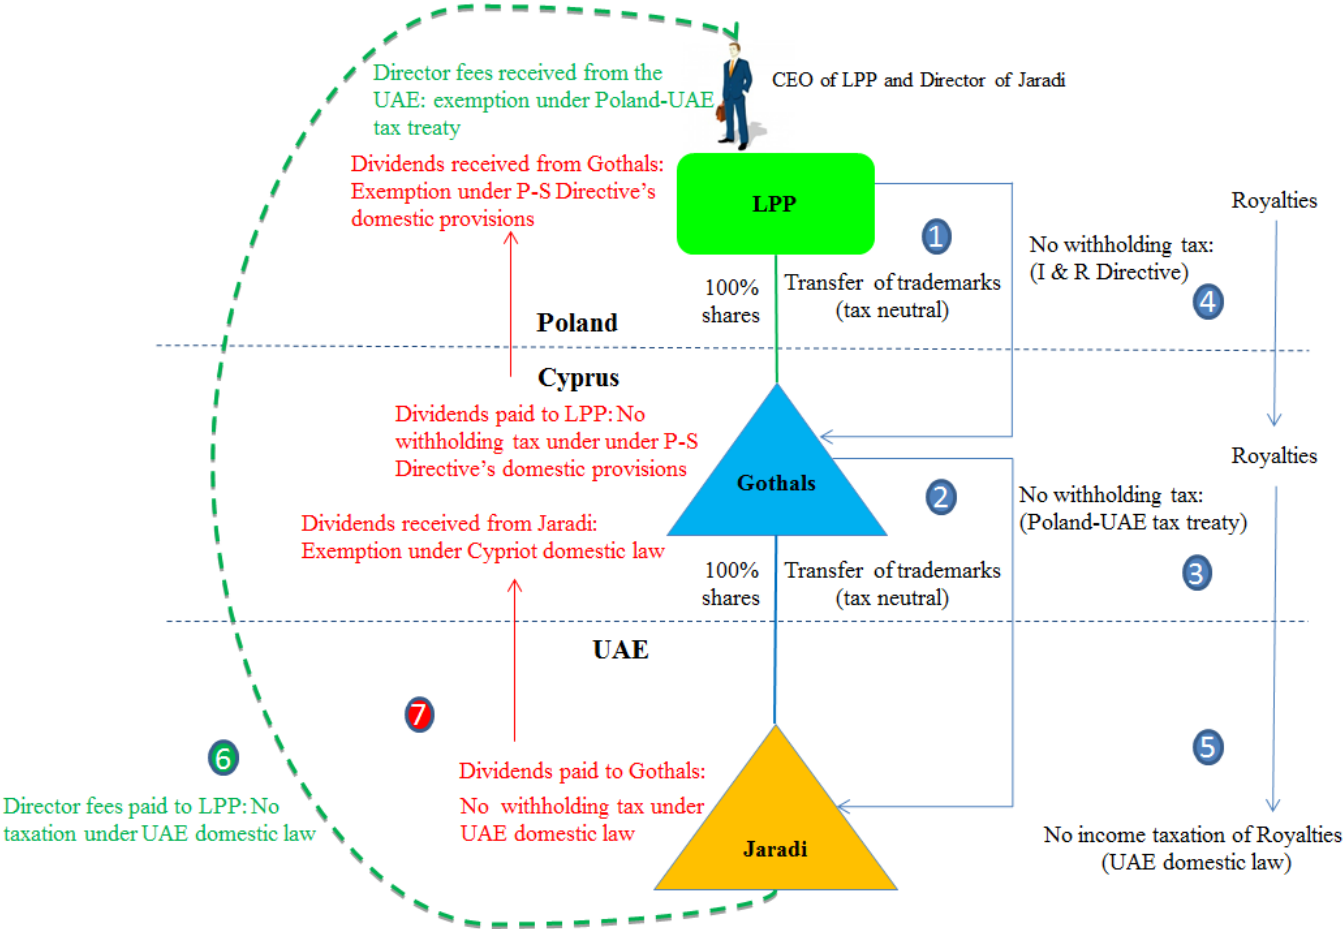 CEO of LPP and Director of Jaradi
Director fees received from the
UAE: exemption under Poland-UAE
tax treaty
Dividends received from Gothals:
Exemption under P-S Directive's
domestic provisions
LPP
1
Royalties
No withholding tax:
(I & R Directive)
4
100%
shares
Transfer of trademarks
(tax neutral)
Poland
Cyprus
Dividends paid to LPP: No
withholding tax under under P-S
Directive's domestic provisions
Royalties
Gothals
2
No withholding tax:
(Poland-UAE tax treaty)
3
Dividends received from Jaradi:
Exemption under Cypriot domestic law
100%
shares
Transfer of trademarks
(tax neutral)
UAE
7
6
5
Dividends paid to Gothals:
No withholding tax under
UAE domestic law
Director fees paid to LPP: No
taxation under UAE domestic law
Jaradi
No income taxation of Royalties
(UAE domestic law)